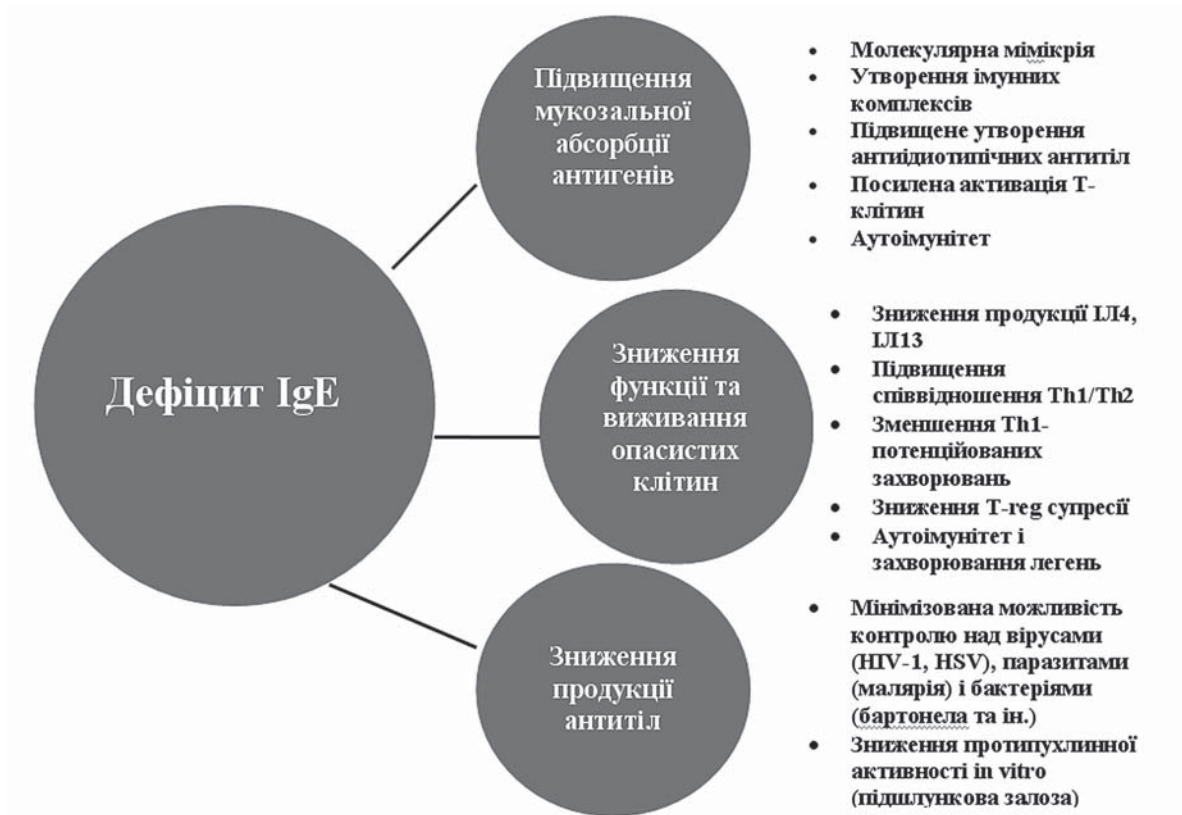 Дефіцит IgE
Підвищення
мукозальної
абсорбції
антигенів
• Молекулярна мімікрія
• Утворення імунних
комплексів
• Підвищене утворення
антиідиотипічних антитіл
• Посилена активація Т-
клітин
• Аутоімунітет
Зниження
функції та
виживання
опасистих
клітин
• Зниження продукції ІЛ4,
ІЛ13
• Підвищення
співвідношення Th1/Th2
• Зменшення Th1-
потенційованих
захворювань
• Зниження T-reg супресії
• Аутоімунітет і
захворювання легень
Зниження
продукції
антитіл
• Мінімізована можливість
контролю над вірусами
(HIV-1, HSV), паразитами
(малярія) і бактеріями
(бартонела та ін.)
• Зниження протипухлинної
активності in vitro
(підшлункова залоза)